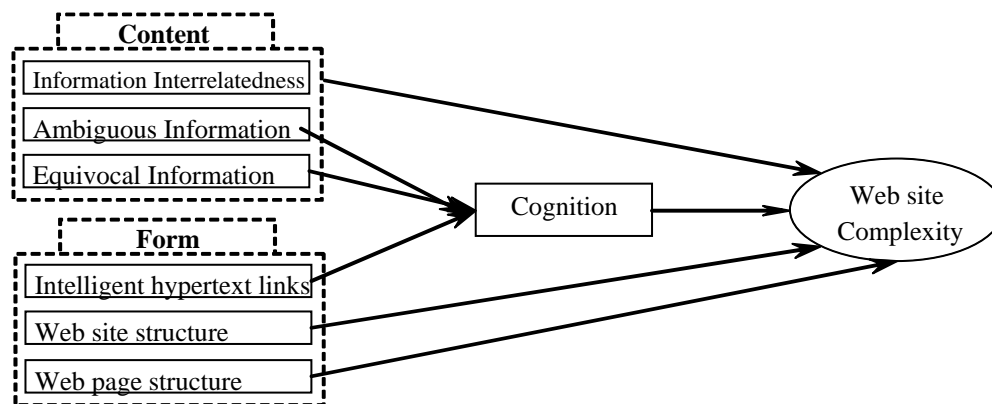 Content
Information Interrelatedness
Ambiguous Information
Equivocal Information
Form
Intelligent hypertext links
Web site structure
Web page structure
Cognition
Web site
Complexity